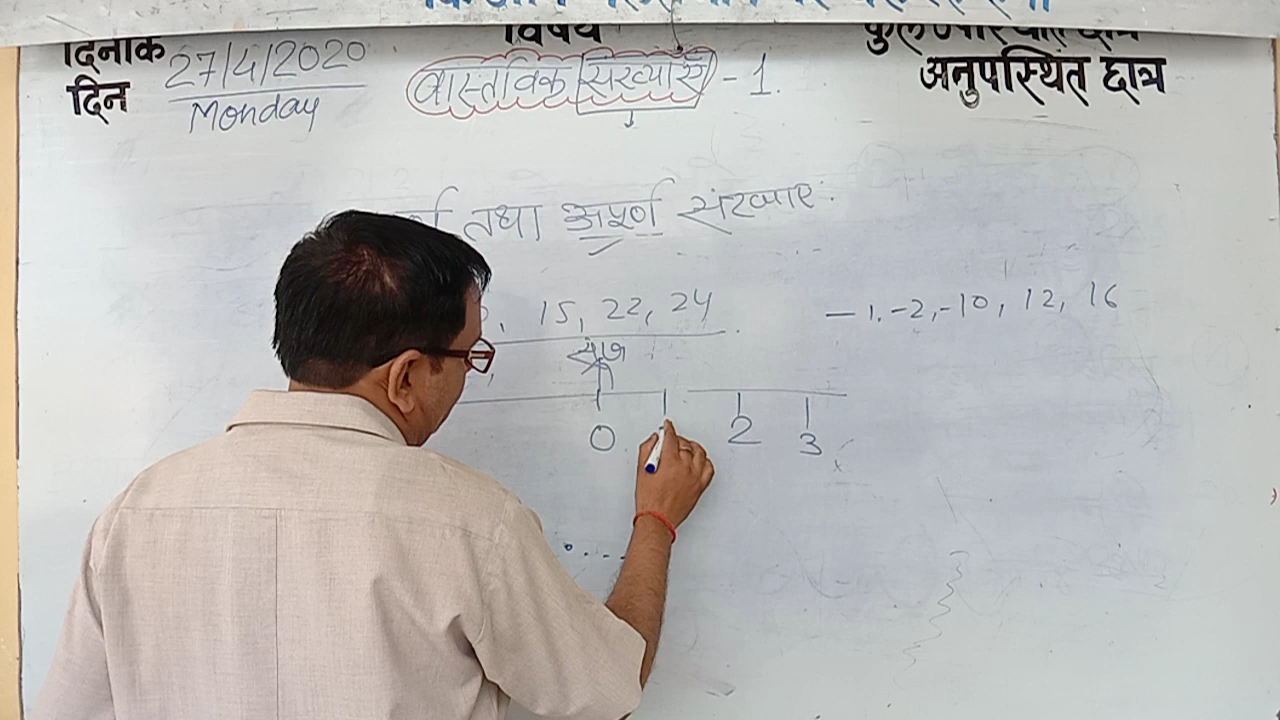 दिनांक 27/4/2020
विषय
दिन Monday
वास्तविक संख्याएँ - 1.
अनुपस्थित छात्र
तथा अपूर्ण संख्याए:
15, 22, 24
- 1, -2, -10, 12, 16
0 2 3